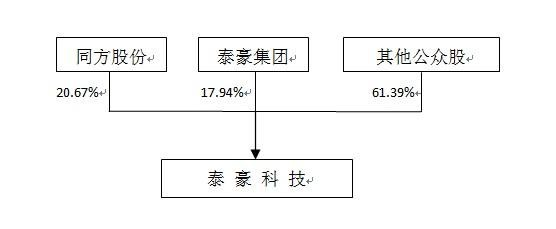 同方股份 泰豪集团 其他公众股
20.67% 17.94% 61.39%
泰 豪 科 技